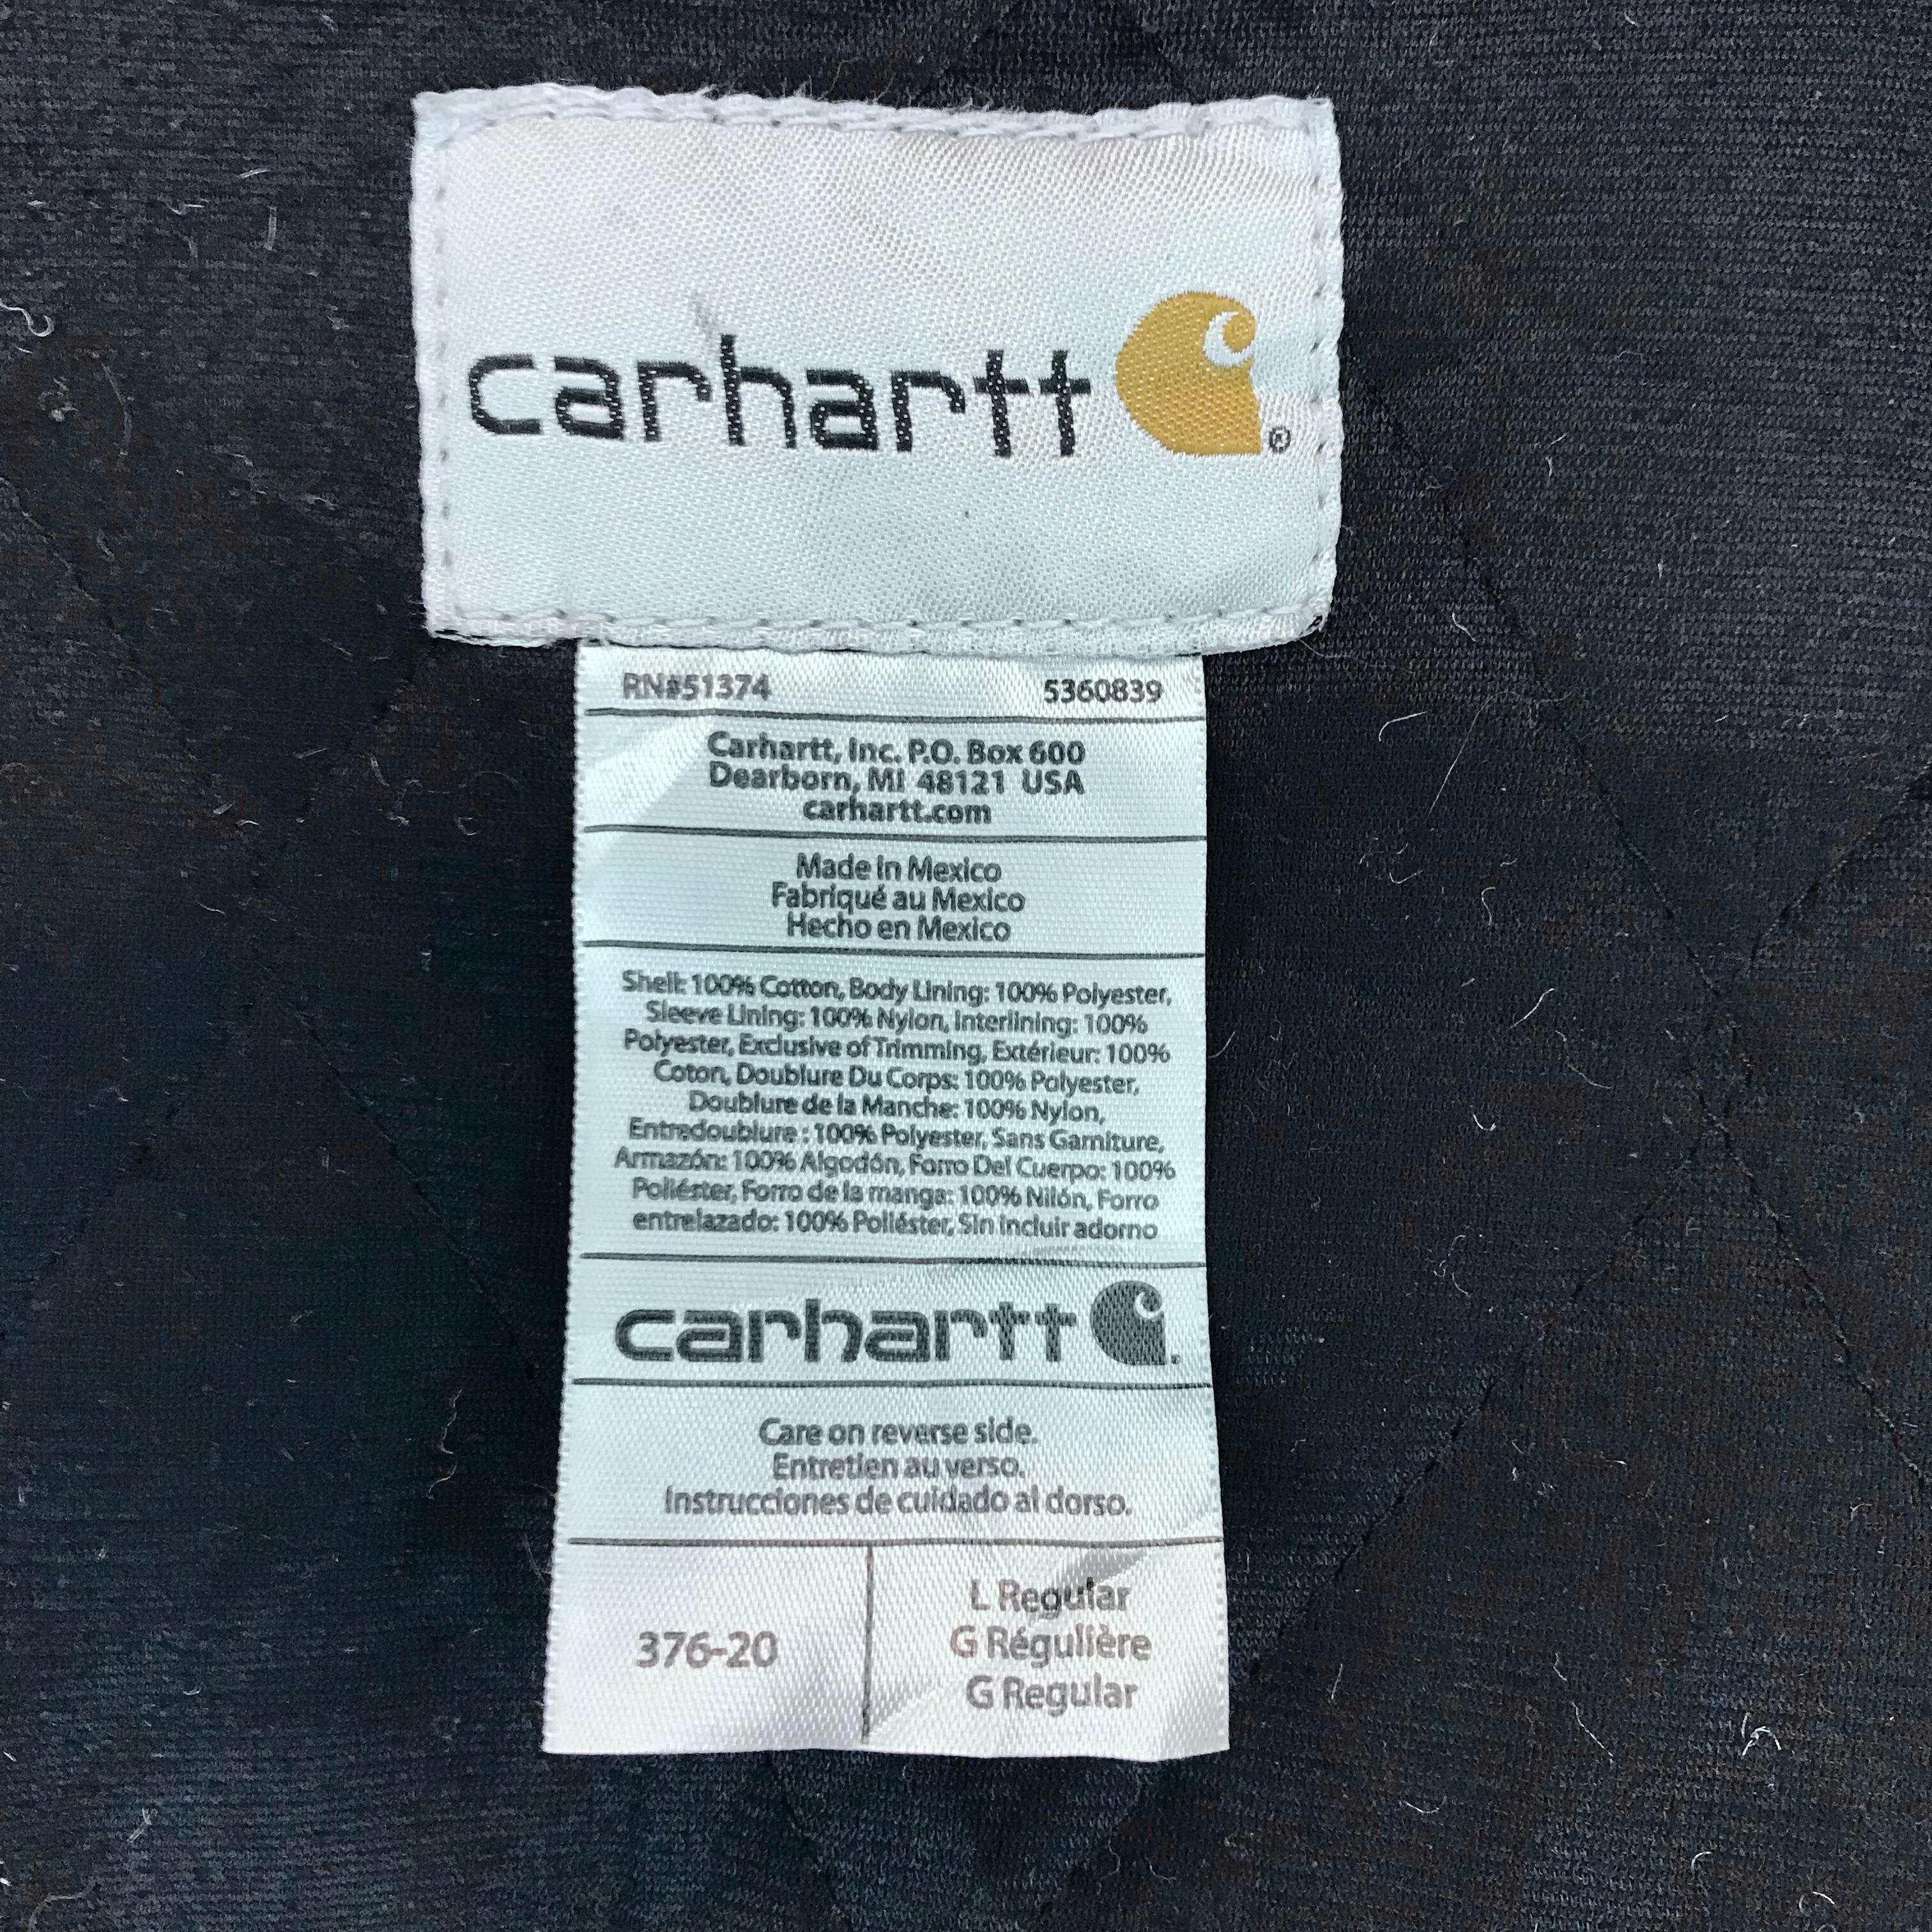 carhartt
RN#51374 5360839
Carhartt, Inc. P.O. Box 600
Dearborn, MI 48121 USA
carhartt.com
Made in Mexico
Fabriqué au Mexico
Hecho en Mexico
Shell: 100% Cotton, Body Lining: 100% Polyester,
Sleeve Lining: 100% Nylon, Interlining: 100%
Polyester, Exclusive of Trimming, Extérieur: 100%
Coton, Doublure Du Corps: 100% Polyester,
Doublure de la Manche: 100% Nylon,
Entredoublure : 100% Polyester, Sans Garniture,
Armazón: 100% Algodón, Forro Del Cuerpo: 100%
Poliéster, Forro de la manga: 100% Nilón, Forro
entrelazado: 100% Poliéster, Sin incluir adorno
carhartt
Care on reverse side.
Entretien au verso.
Instrucciones de cuidado al dorso.
376-20
L Regular
G Régulière
G Regular